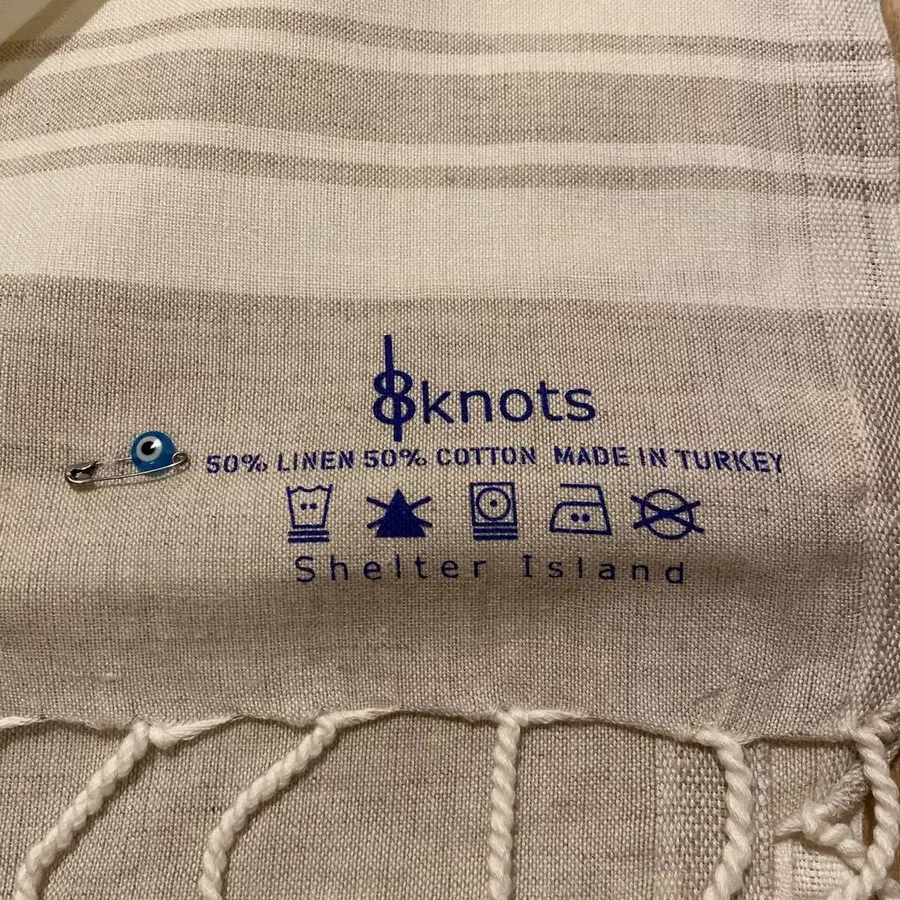 8knots
50% LINEN 50% COTTON MADE IN TURKEY
Shelter Island